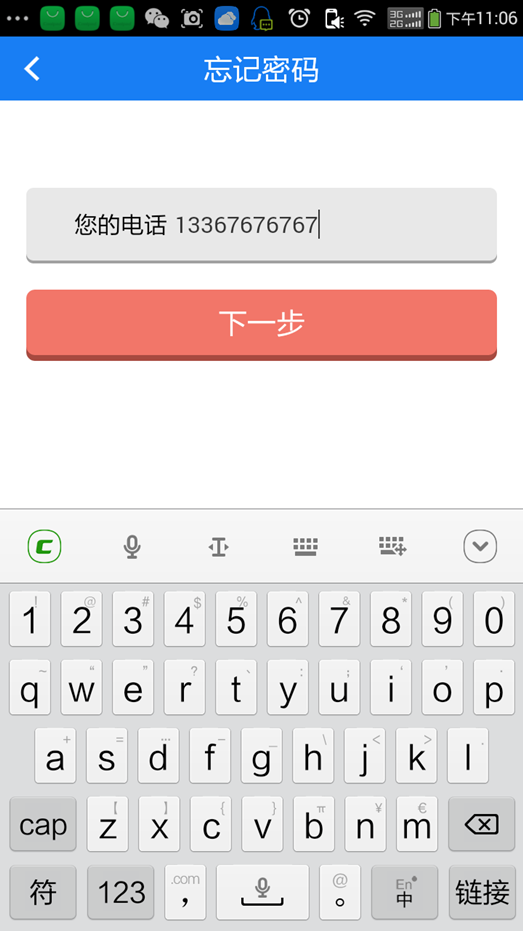 3G
2G
下午11:06
忘记密码
您的电话 13367676767
下一步
! @ # $ % ^ & * ( )
1 2 3 4 5 6 7 8 9 0
~ “ ” ? ` : ; ‘ ’ ·
q w e r t y u i o p
+ = … – _ \ < >
a s d f g h j k l
【 】 { } π ¥ €
cap z x c v b n m
.com @ En
符 123 , 。 中 链接